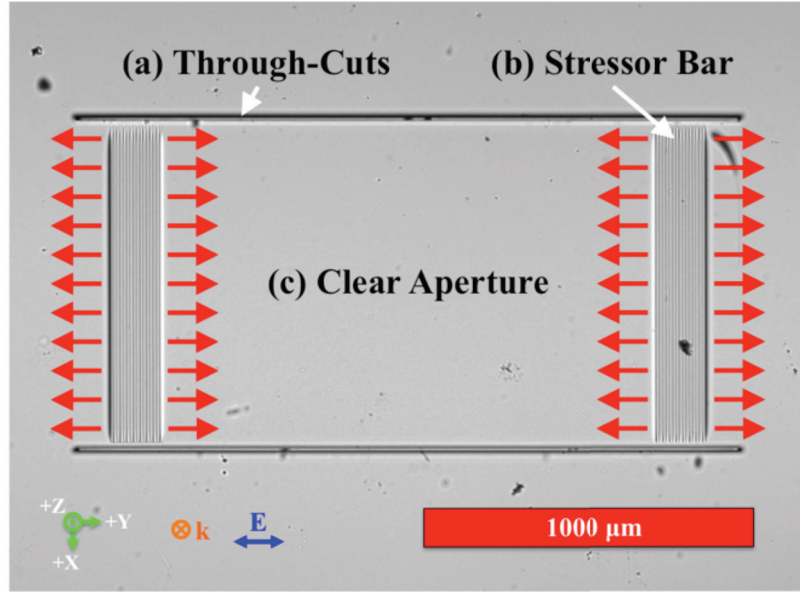 (a) Through-Cuts
(b) Stressor Bar
(c) Clear Aperture
+Z
+Y
+X
k
E
1000 μm